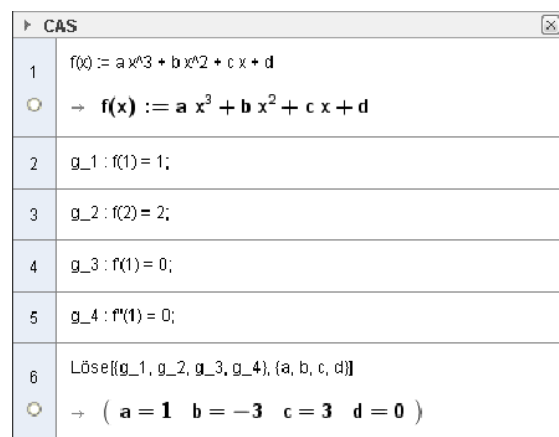 CAS
1
f(x) := a x^3 + b x^2 + c x + d
→ f(x) := a x³ + b x² + c x + d
2
g_1 : f(1) = 1;
3
g_2 : f(2) = 2;
4
g_3 : f'(1) = 0;
5
g_4 : f''(1) = 0;
6
Löse[{g_1, g_2, g_3, g_4}, {a, b, c, d}]
→ ( a = 1 b = −3 c = 3 d = 0 )